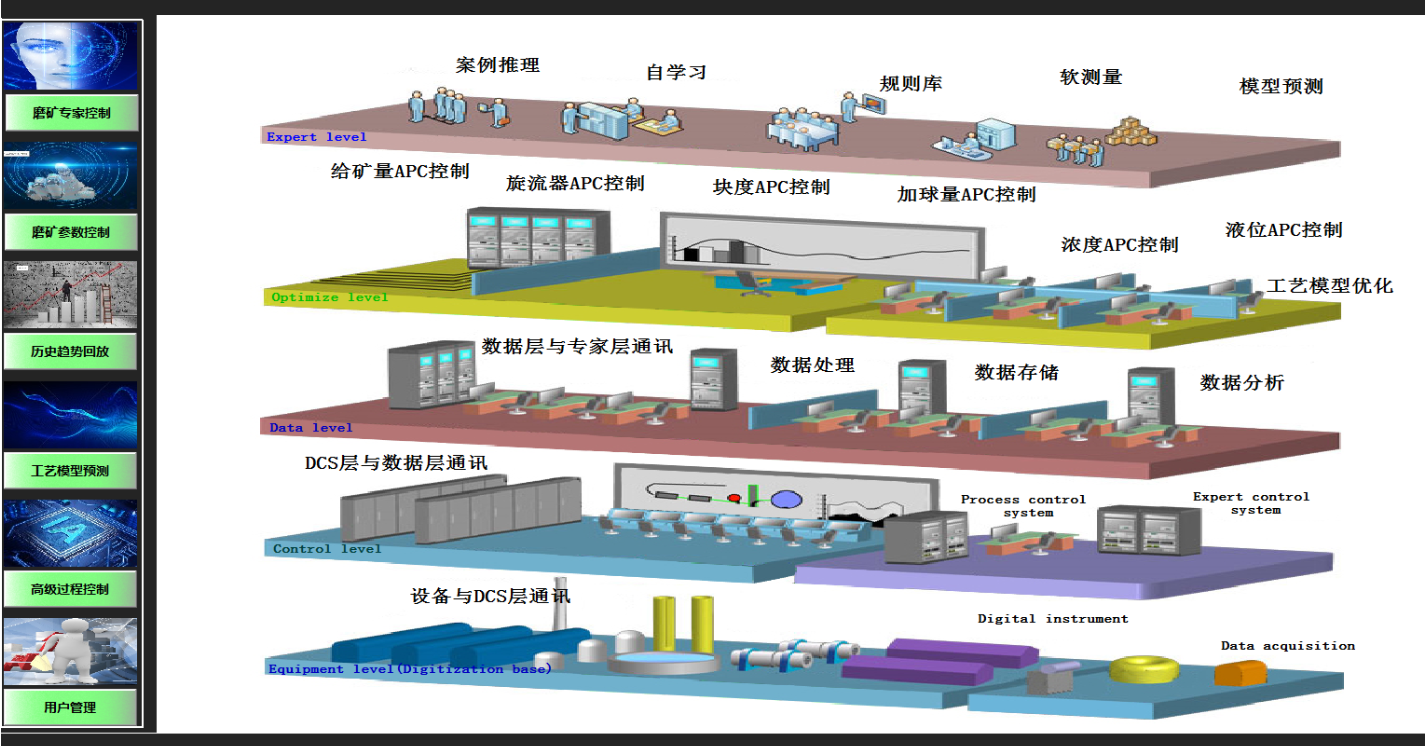 磨矿专家控制
磨矿参数控制
历史趋势回放
工艺模型预测
高级过程控制
用户管理
案例推理
自学习
规则库
软测量
模型预测
Expert level
给矿量APC控制
旋流器APC控制
块度APC控制
加球量APC控制
浓度APC控制
液位APC控制
工艺模型优化
Optimize level
数据层与专家层通讯
数据处理
数据存储
数据分析
Data level
DCS层与数据层通讯
Process control
system
Expert control
system
Control level
设备与DCS层通讯
Digital instrument
Data acquisition
Equipment level(Digitization base)